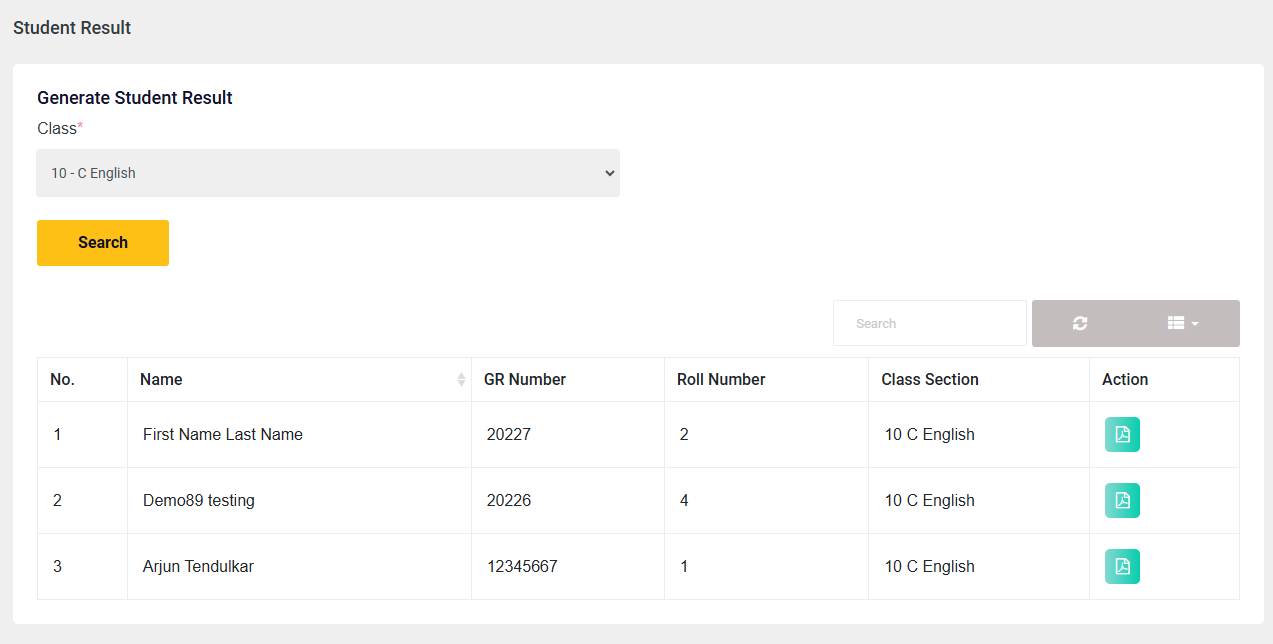 Student Result
Generate Student Result
Class*
10 - C English
Search
Search
No. Name GR Number Roll Number Class Section Action
1 First Name Last Name 20227 2 10 C English
2 Demo89 testing 20226 4 10 C English
3 Arjun Tendulkar 12345667 1 10 C English